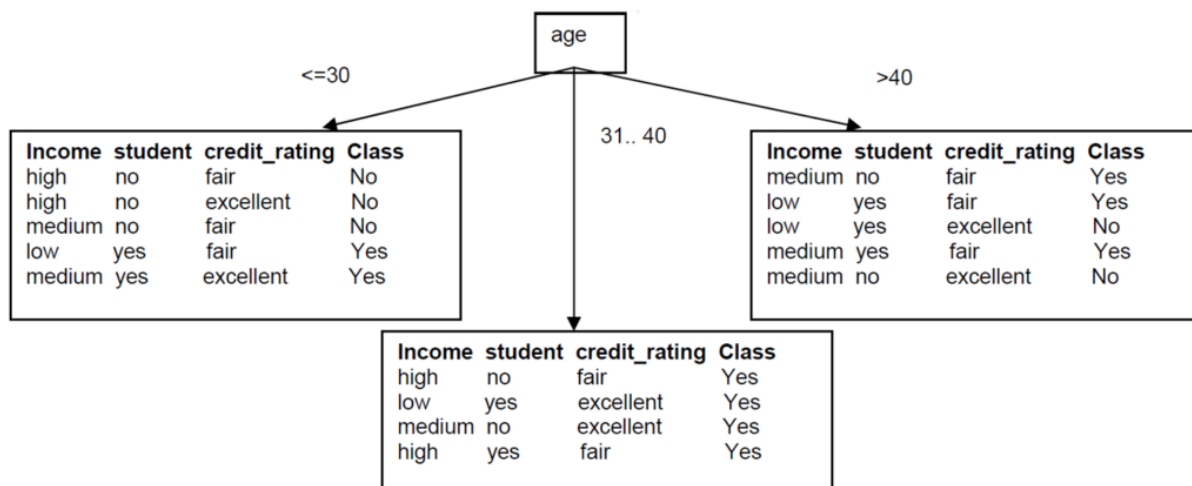 age
<=30
31.. 40
>40
Income student credit_rating Class
high no fair No
high no excellent No
medium no fair No
low yes fair Yes
medium yes excellent Yes
Income student credit_rating Class
medium no fair Yes
low yes fair Yes
low yes excellent No
medium yes fair Yes
medium no excellent No
Income student credit_rating Class
high no fair Yes
low yes excellent Yes
medium no excellent Yes
high yes fair Yes